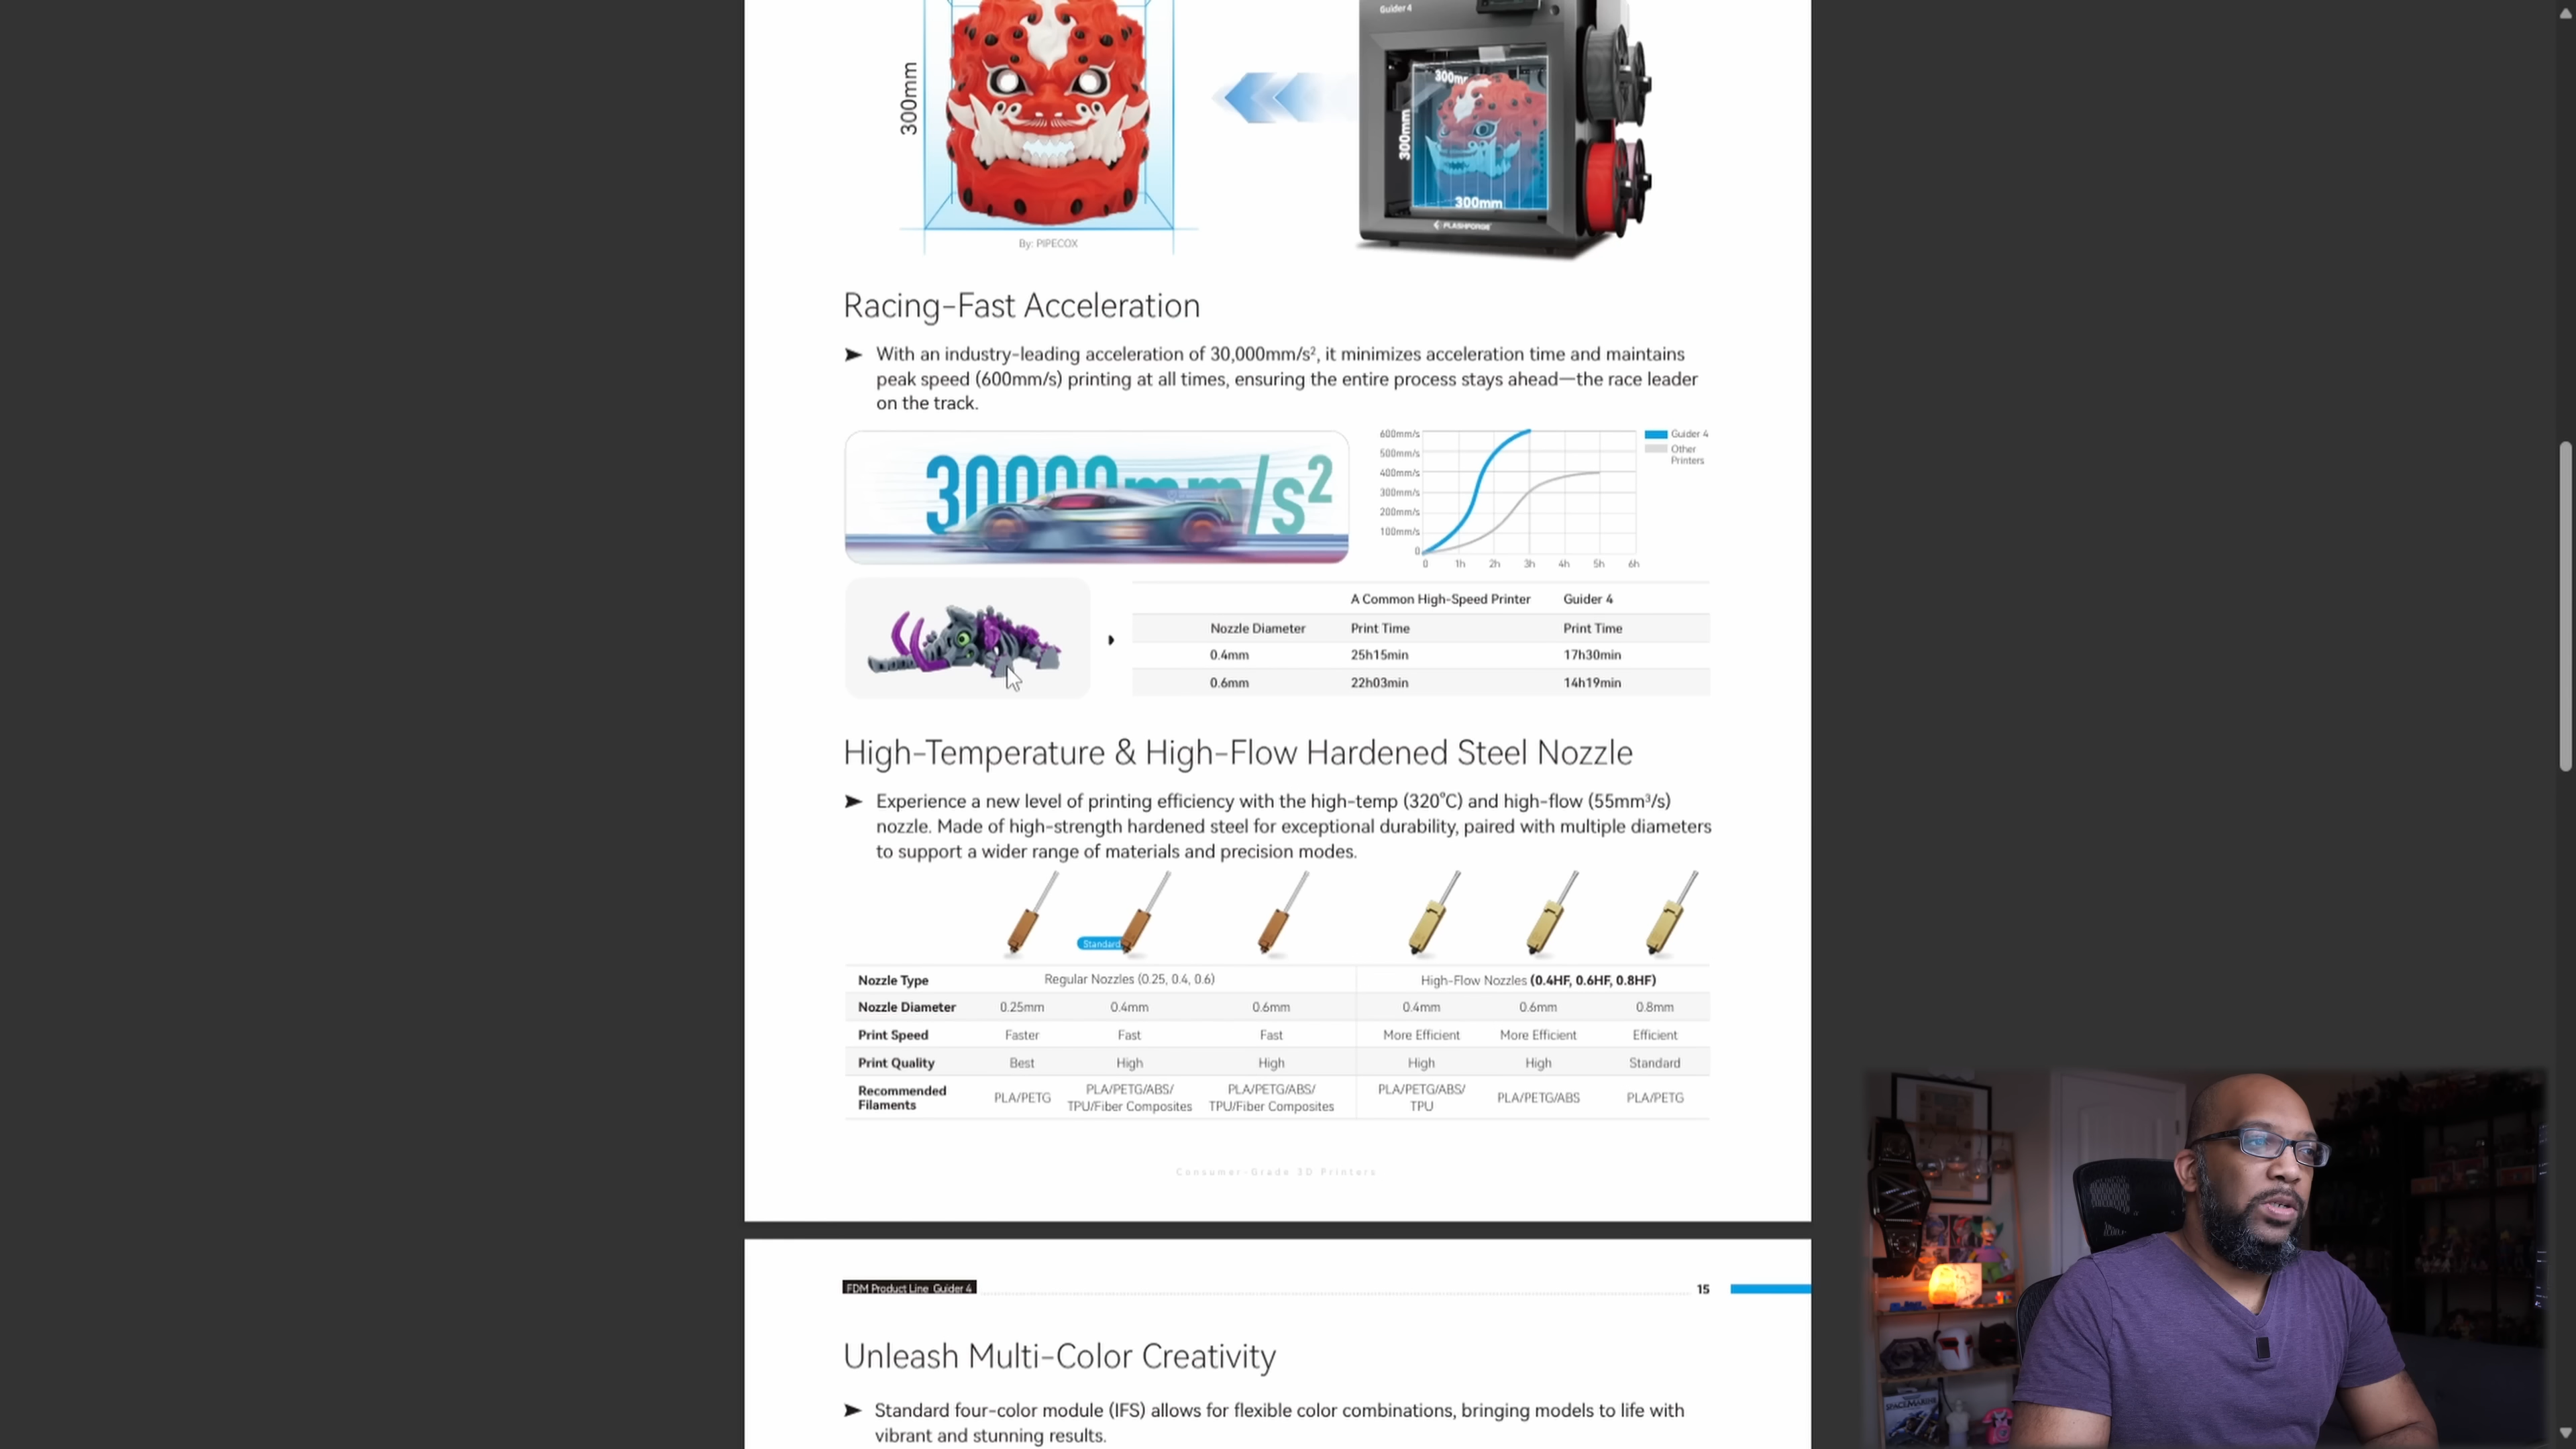 Guider 4
300mm
300mm
300mm
FLASHFORGE
By: PIPECOX
Racing-Fast Acceleration
➤ With an industry-leading acceleration of 30,000mm/s², it minimizes acceleration time and maintains
peak speed (600mm/s) printing at all times, ensuring the entire process stays ahead—the race leader
on the track.
30000mm/s²
600mm/s
500mm/s
400mm/s
300mm/s
200mm/s
100mm/s
0
0 1h 2h 3h 4h 5h 6h
Guider 4
Other
Printers
A Common High-Speed Printer Guider 4
Nozzle Diameter Print Time Print Time
0.4mm 25h15min 17h30min
0.6mm 22h03min 14h19min
High-Temperature & High-Flow Hardened Steel Nozzle
➤ Experience a new level of printing efficiency with the high-temp (320°C) and high-flow (55mm³/s)
nozzle. Made of high-strength hardened steel for exceptional durability, paired with multiple diameters
to support a wider range of materials and precision modes.
Standard
Nozzle Type Regular Nozzles (0.25, 0.4, 0.6) High-Flow Nozzles (0.4HF, 0.6HF, 0.8HF)
Nozzle Diameter 0.25mm 0.4mm 0.6mm 0.4mm 0.6mm 0.8mm
Print Speed Faster Fast Fast More Efficient More Efficient Efficient
Print Quality Best High High High High Standard
Recommended Filaments PLA/PETG PLA/PETG/ABS/ TPU/Fiber Composites PLA/PETG/ABS/ TPU/Fiber Composites PLA/PETG/ABS/ TPU PLA/PETG/ABS PLA/PETG
Consumer-Grade 3D Printers
FDM Product Line Guider 4
15
Unleash Multi-Color Creativity
➤ Standard four-color module (IFS) allows for flexible color combinations, bringing models to life with
vibrant and stunning results.